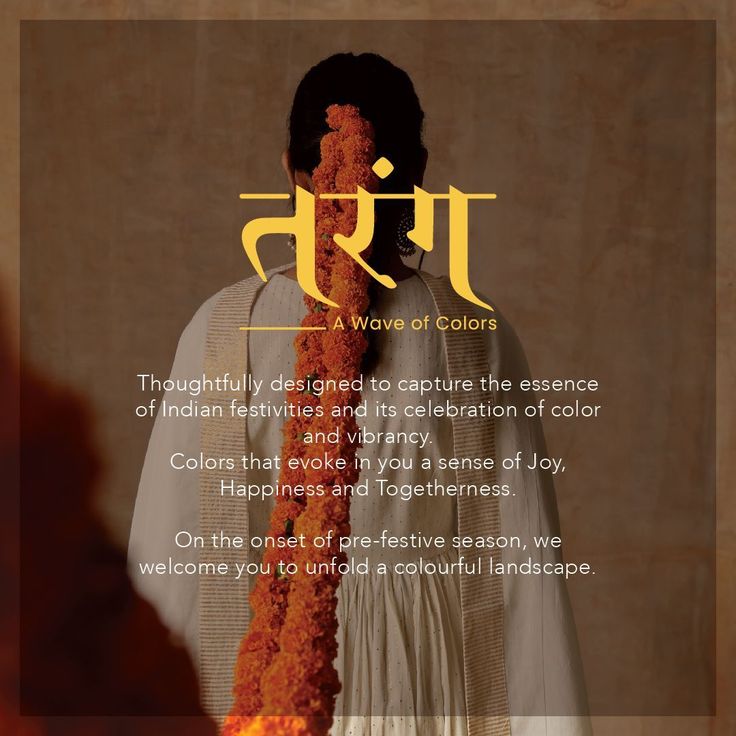 तरंग
A Wave of Colors
Thoughtfully designed to capture the essence
of Indian festivities and its celebration of color
and vibrancy.
Colors that evoke in you a sense of Joy,
Happiness and Togetherness.
On the onset of pre-festive season, we
welcome you to unfold a colourful landscape.